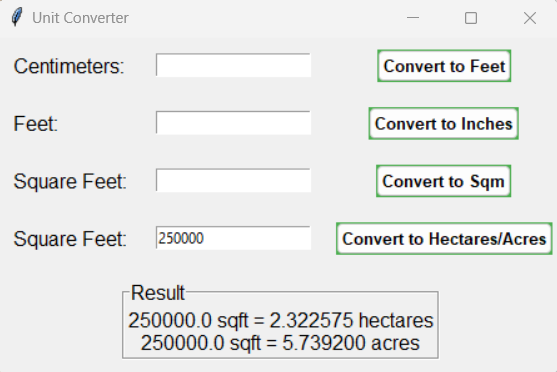 Unit Converter
Centimeters: Convert to Feet
Feet: Convert to Inches
Square Feet: Convert to Sqm
Square Feet: 250000 Convert to Hectares/Acres
Result
250000.0 sqft = 2.322575 hectares
250000.0 sqft = 5.739200 acres